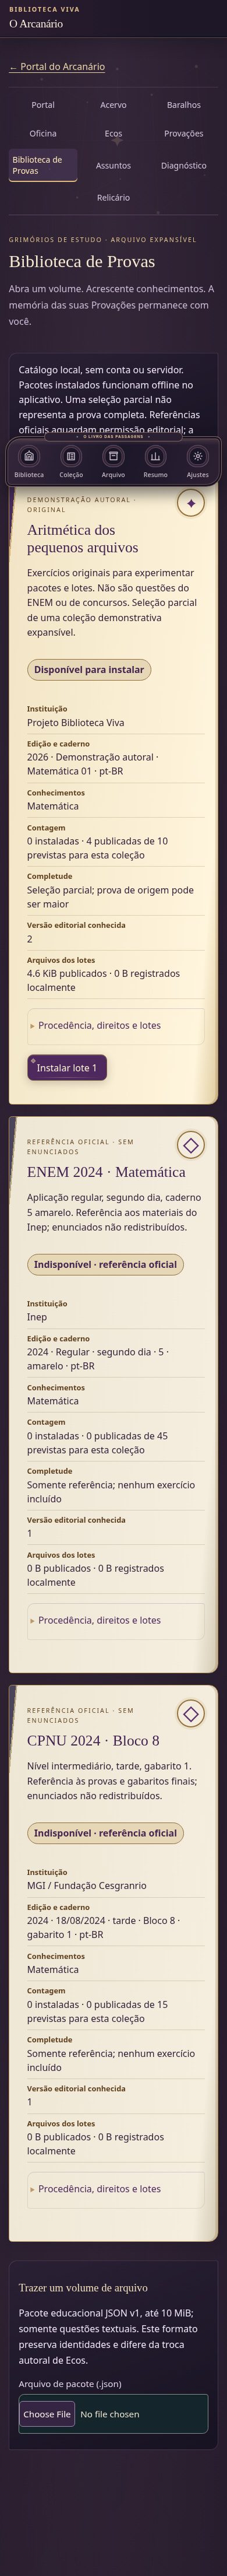 BIBLIOTECA VIVA
O Arcanário
← Portal do Arcanário
Portal
Acervo
Baralhos
Oficina
Ecos
Provações
Biblioteca de
Provas
Assuntos
Diagnóstico
Relicário
GRIMÓRIOS DE ESTUDO · ARQUIVO EXPANSÍVEL
Biblioteca de Provas
Abra um volume. Acrescente conhecimentos. A
memória das suas Provações permanece com
você.
Catálogo local, sem conta ou servidor.
Pacotes instalados funcionam offline no
aplicativo. Uma seleção parcial não
representa a prova completa. Referências
oficiais aguardam permissão editorial; a
O LIVRO DAS PASSAGENS
Biblioteca
Coleção
Arquivo
Resumo
Ajustes
DEMONSTRAÇÃO AUTORAL ·
ORIGINAL
Aritmética dos
pequenos arquivos
Exercícios originais para experimentar
pacotes e lotes. Não são questões do
ENEM ou de concursos. Seleção parcial
de uma coleção demonstrativa
expansível.
Disponível para instalar
Instituição
Projeto Biblioteca Viva
Edição e caderno
2026 · Demonstração autoral ·
Matemática 01 · pt-BR
Conhecimentos
Matemática
Contagem
0 instaladas · 4 publicadas de 10
previstas para esta coleção
Completude
Seleção parcial; prova de origem pode
ser maior
Versão editorial conhecida
2
Arquivos dos lotes
4.6 KiB publicados · 0 B registrados
localmente
▸ Procedência, direitos e lotes
Instalar lote 1
REFERÊNCIA OFICIAL · SEM
ENUNCIADOS
ENEM 2024 · Matemática
Aplicação regular, segundo dia, caderno
5 amarelo. Referência aos materiais do
Inep; enunciados não redistribuídos.
Indisponível · referência oficial
Instituição
Inep
Edição e caderno
2024 · Regular · segundo dia · 5 ·
amarelo · pt-BR
Conhecimentos
Matemática
Contagem
0 instaladas · 0 publicadas de 45
previstas para esta coleção
Completude
Somente referência; nenhum exercício
incluído
Versão editorial conhecida
1
Arquivos dos lotes
0 B publicados · 0 B registrados
localmente
▸ Procedência, direitos e lotes
REFERÊNCIA OFICIAL · SEM
ENUNCIADOS
CPNU 2024 · Bloco 8
Nível intermediário, tarde, gabarito 1.
Referência às provas e gabaritos finais;
enunciados não redistribuídos.
Indisponível · referência oficial
Instituição
MGI / Fundação Cesgranrio
Edição e caderno
2024 · 18/08/2024 · tarde · Bloco 8 ·
gabarito 1 · pt-BR
Conhecimentos
Matemática
Contagem
0 instaladas · 0 publicadas de 15
previstas para esta coleção
Completude
Somente referência; nenhum exercício
incluído
Versão editorial conhecida
1
Arquivos dos lotes
0 B publicados · 0 B registrados
localmente
▸ Procedência, direitos e lotes
Trazer um volume de arquivo
Pacote educacional JSON v1, até 10 MiB;
somente questões textuais. Este formato
preserva identidades e difere da troca
autoral de Ecos.
Arquivo de pacote (.json)
Choose File No file chosen